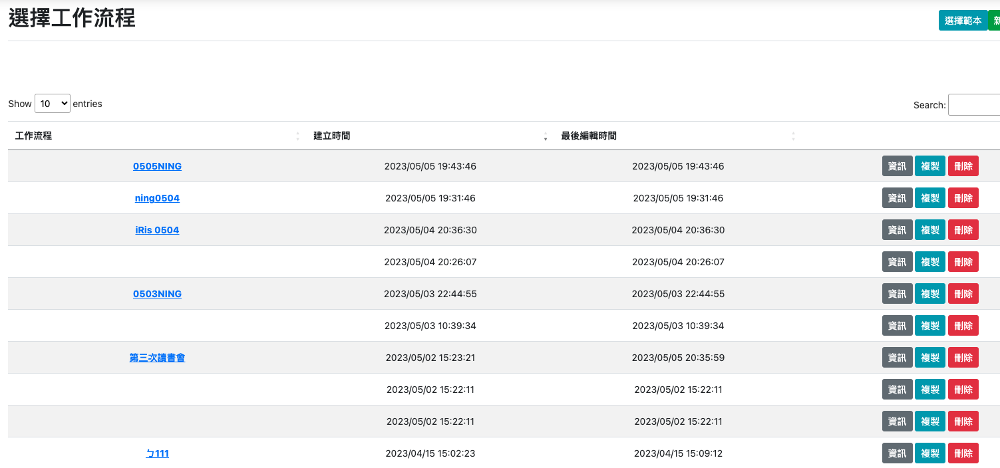 選擇工作流程
選擇範本 新
Show 10 entries
Search:
工作流程 建立時間 最後編輯時間
0505NING 2023/05/05 19:43:46 2023/05/05 19:43:46 資訊 複製 刪除
ning0504 2023/05/05 19:31:46 2023/05/05 19:31:46 資訊 複製 刪除
iRis 0504 2023/05/04 20:36:30 2023/05/04 20:36:30 資訊 複製 刪除
2023/05/04 20:26:07 2023/05/04 20:26:07 資訊 複製 刪除
0503NING 2023/05/03 22:44:55 2023/05/03 22:44:55 資訊 複製 刪除
2023/05/03 10:39:34 2023/05/03 10:39:34 資訊 複製 刪除
第三次讀書會 2023/05/02 15:23:21 2023/05/05 20:35:59 資訊 複製 刪除
2023/05/02 15:22:11 2023/05/02 15:22:11 資訊 複製 刪除
2023/05/02 15:22:11 2023/05/02 15:22:11 資訊 複製 刪除
ㄅ111 2023/04/15 15:02:23 2023/04/15 15:09:12 資訊 複製 刪除